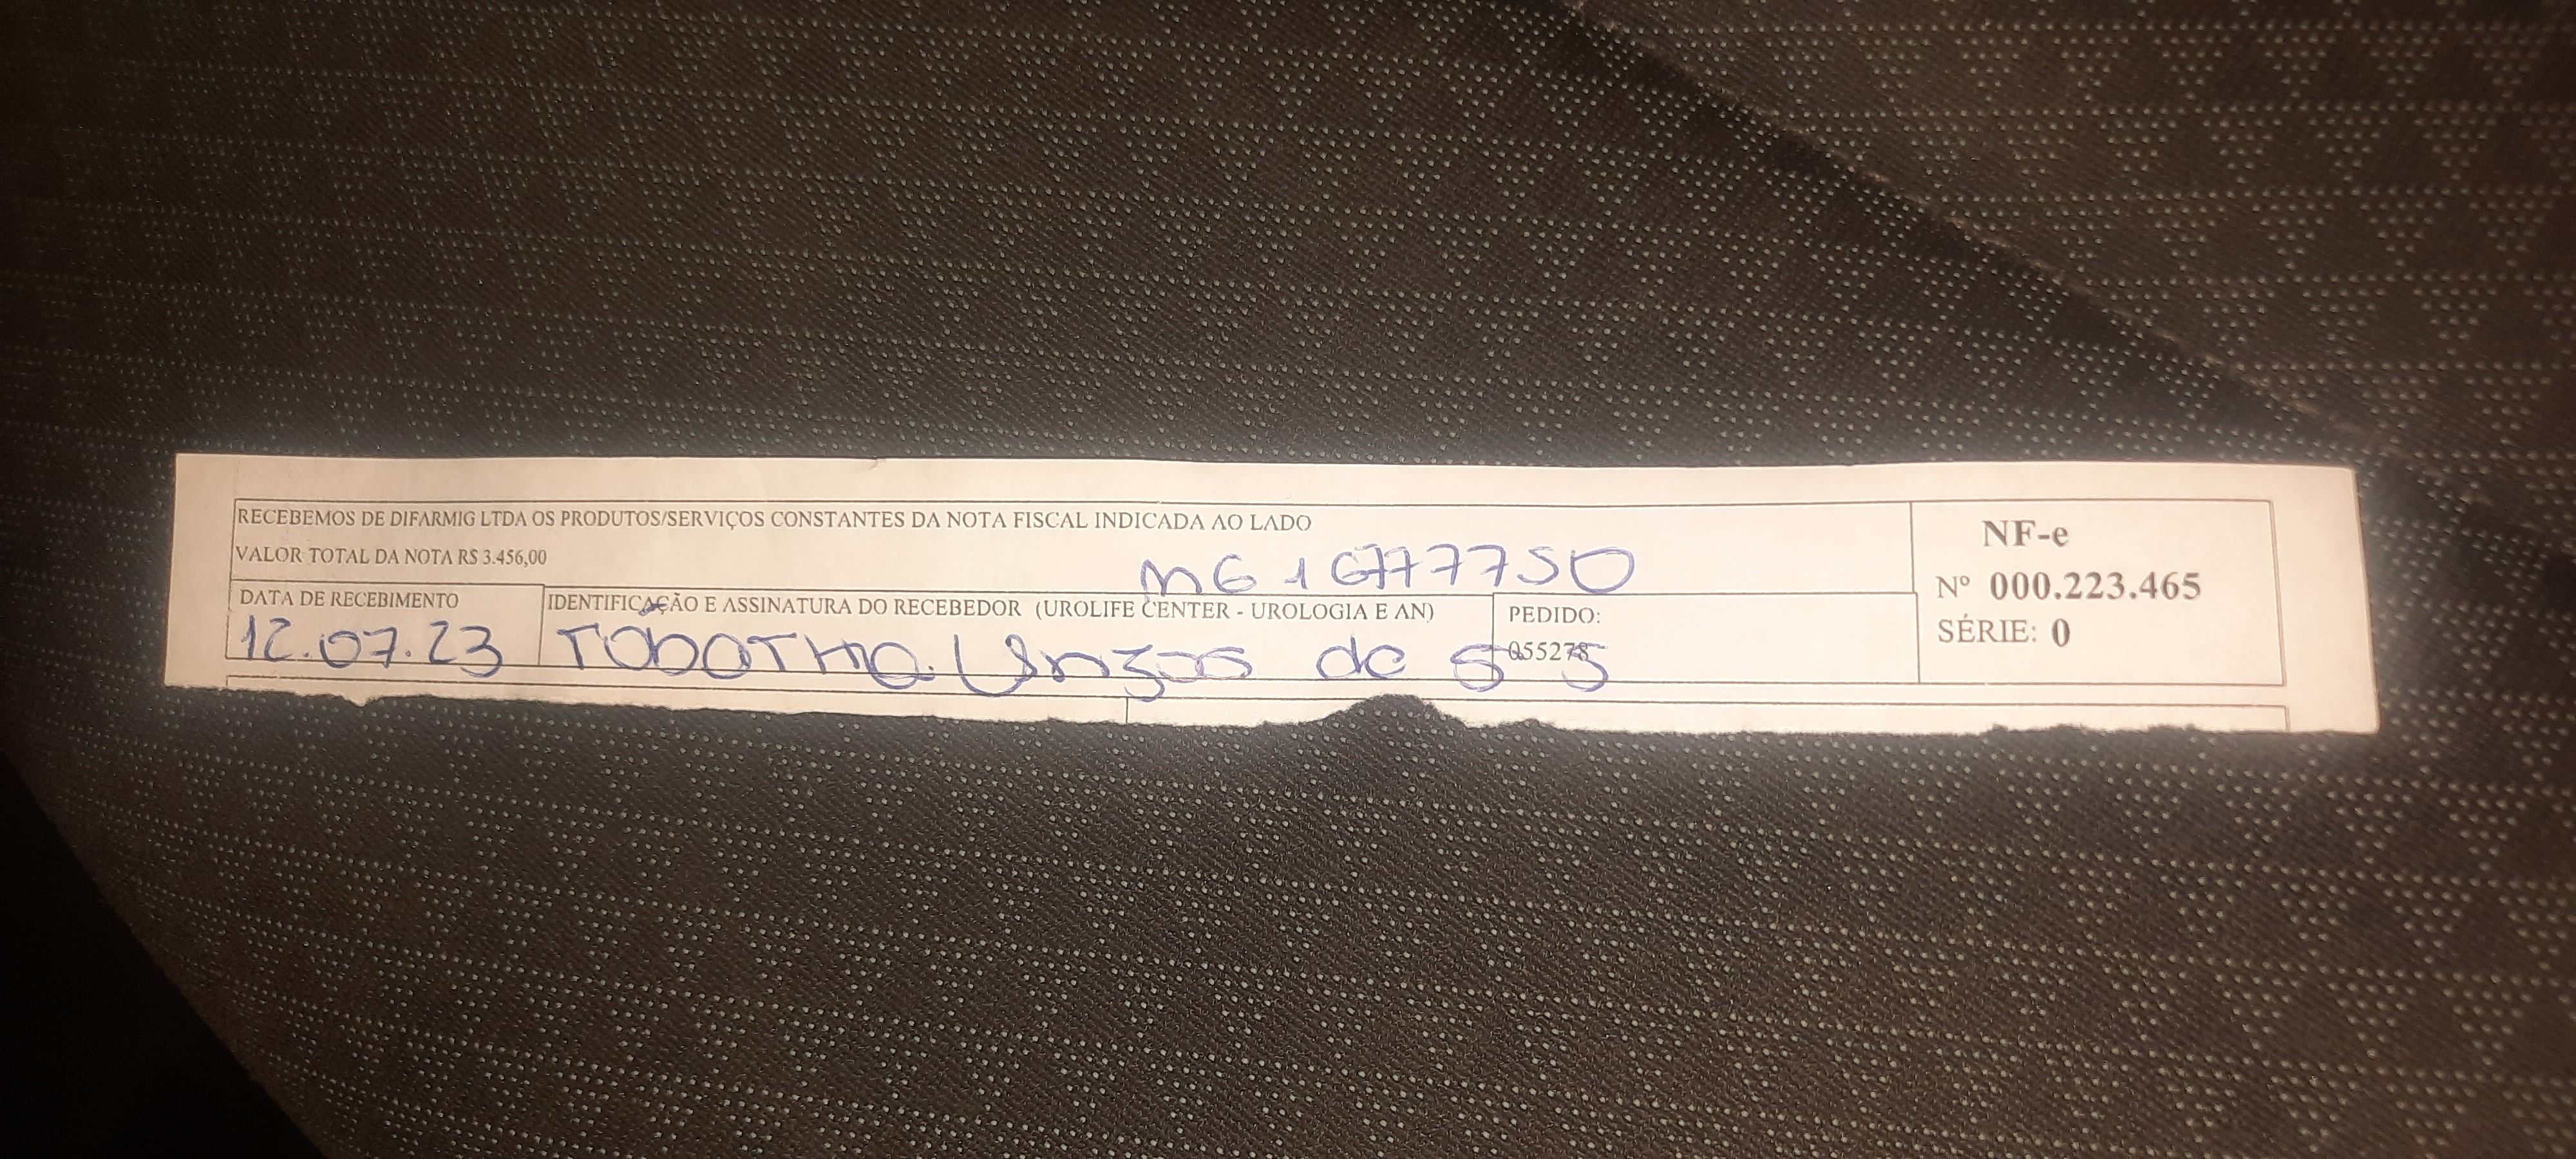 RECEBEMOS DE DIFARMIG LTDA OS PRODUTOS/SERVIÇOS CONSTANTES DA NOTA FISCAL INDICADA AO LADO
VALOR TOTAL DA NOTA R$ 3.456,00
MG 16777750
DATA DE RECEBIMENTO
12.07.23
IDENTIFICAÇÃO E ASSINATURA DO RECEBEDOR (UROLIFE CENTER - UROLOGIA E AN)
de
PEDIDO:
055278
NF-e
Nº 000.223.465
SÉRIE: 0